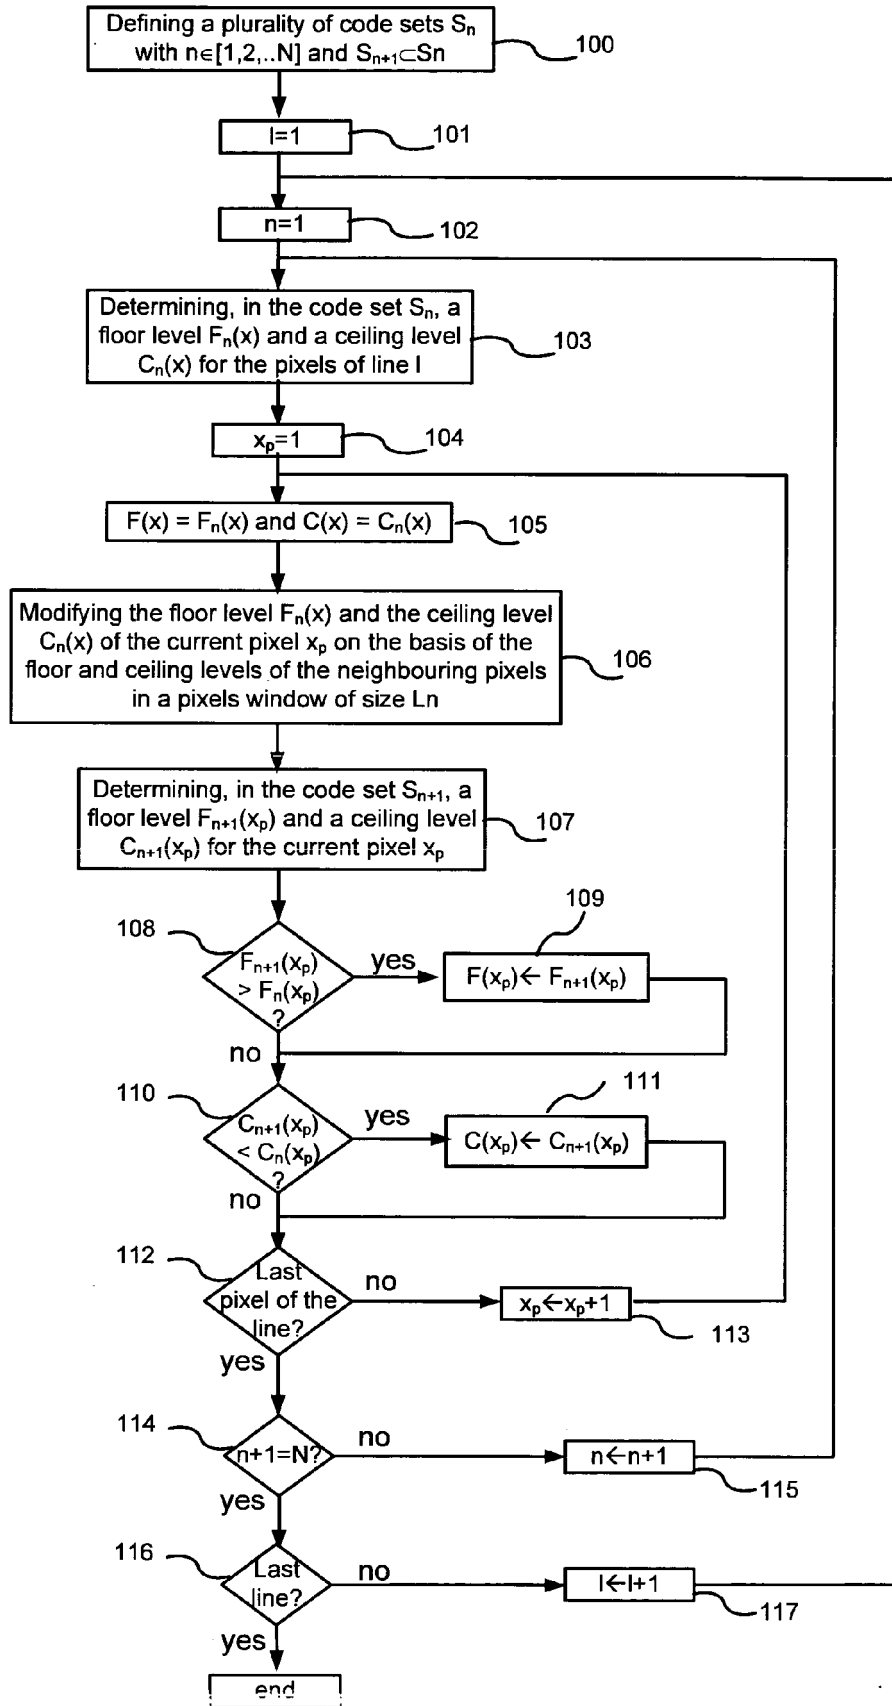 Defining a plurality of code sets Sn
with n∈[1,2,..N] and Sn+1⊂Sn
100
l=1
101
n=1
102
Determining, in the code set Sn, a
floor level Fn(x) and a ceiling level
Cn(x) for the pixels of line l
103
xp=1
104
F(x) = Fn(x) and C(x) = Cn(x)
105
Modifying the floor level Fn(x) and the ceiling level
Cn(x) of the current pixel xp on the basis of the
floor and ceiling levels of the neighbouring pixels
in a pixels window of size Ln
106
Determining, in the code set Sn+1, a
floor level Fn+1(xp) and a ceiling level
Cn+1(xp) for the current pixel xp
107
108
Fn+1(xp)
> Fn(xp)
?
yes
109
F(xp)← Fn+1(xp)
no
110
Cn+1(xp)
< Cn(xp)
?
yes
111
C(xp)← Cn+1(xp)
no
112
Last
pixel of the
line?
no
xp←xp+1
113
yes
114
n+1=N?
no
n←n+1
115
yes
116
Last
line?
no
l←l+1
117
yes
end